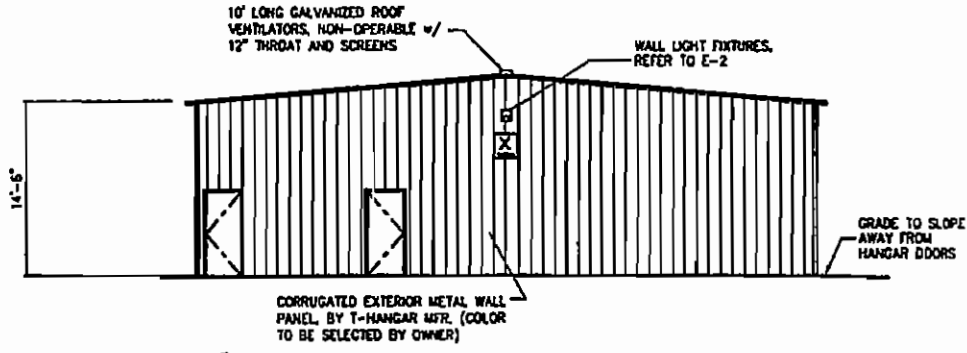 10' LONG GALVANIZED ROOF
VENTILATORS, NON-OPERABLE w/
12" THROAT AND SCREENS
WALL LIGHT FIXTURES,
REFER TO E-2
X
14'-6"
GRADE TO SLOPE
AWAY FROM
HANGAR DOORS
CORRUGATED EXTERIOR METAL WALL
PANEL, BY T-HANGAR MFR. (COLOR
TO BE SELECTED BY OWNER)